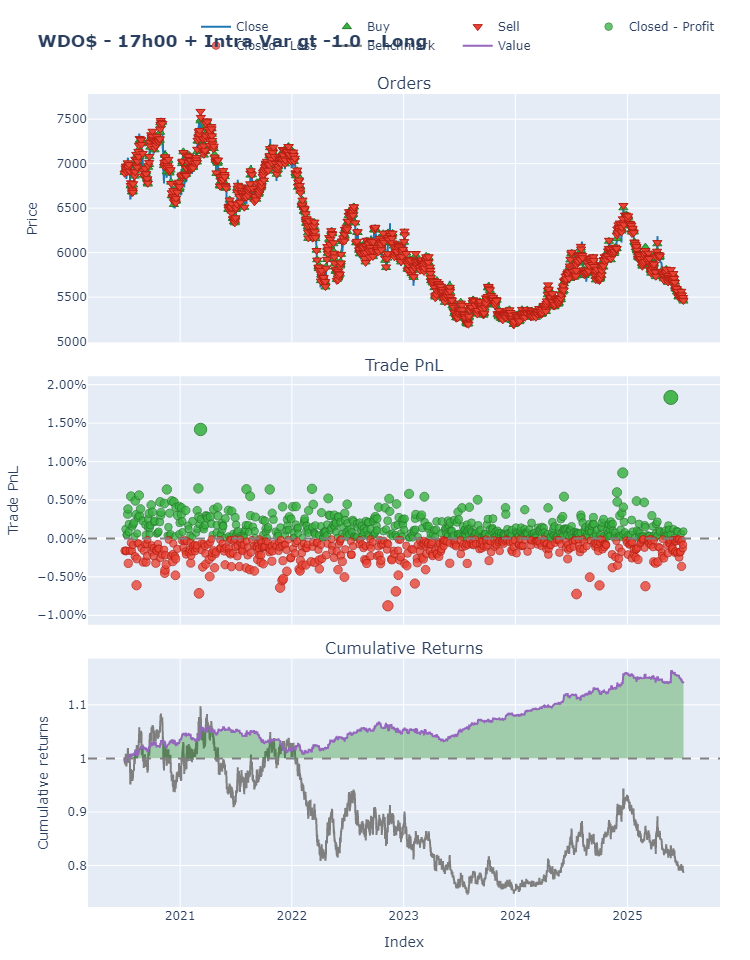 Close Buy Sell Closed - Profit
WDO$ - 17h00 + Intra Var gt -1.0 - Long
Closed - Loss Benchmark Value
Orders
7500
7000
6500
6000
5500
5000
Price
Trade PnL
2.00%
1.50%
1.00%
0.50%
0.00%
−0.50%
−1.00%
Trade PnL
Cumulative Returns
1.1
1
0.9
0.8
Cumulative returns
2021 2022 2023 2024 2025
Index